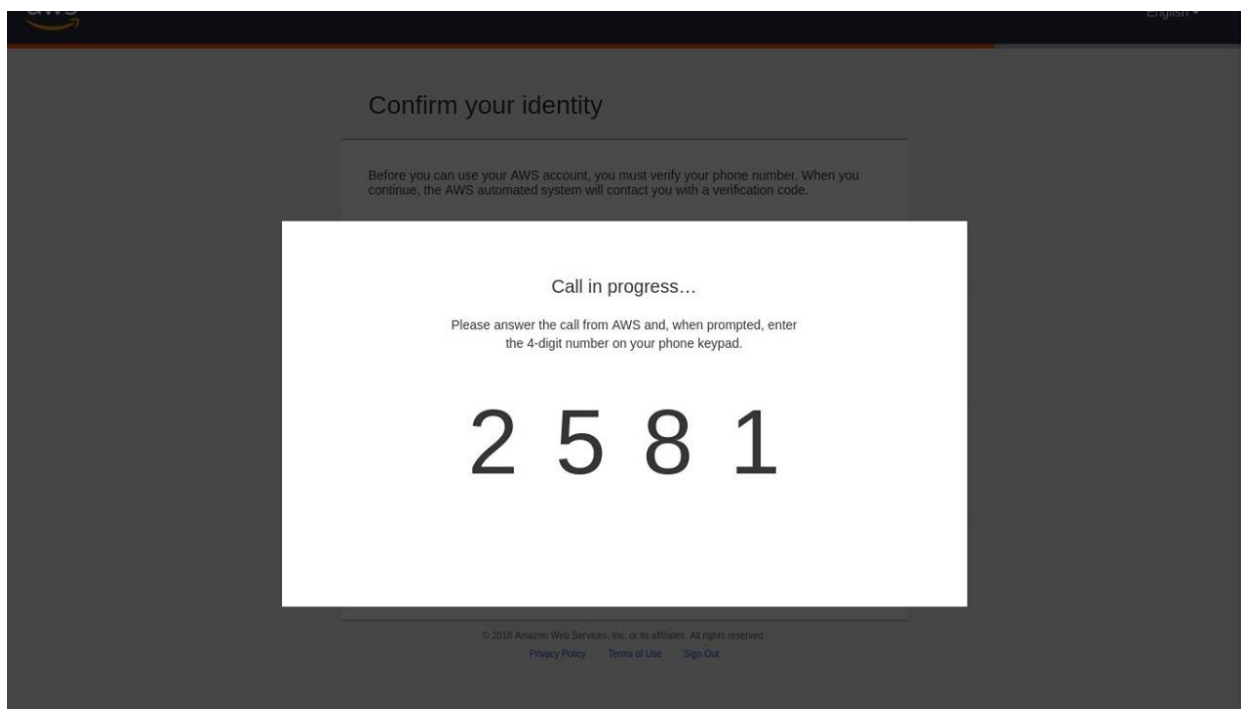 English
Confirm your identity
Before you can use your AWS account, you must verify your phone number. When you
continue, the AWS automated system will contact you with a verification code.
Call in progress...
Please answer the call from AWS and, when prompted, enter
the 4-digit number on your phone keypad.
2 5 8 1
© 2018 Amazon Web Services, Inc. or its affiliates. All rights reserved.
Privacy Policy Terms of Use Sign Out